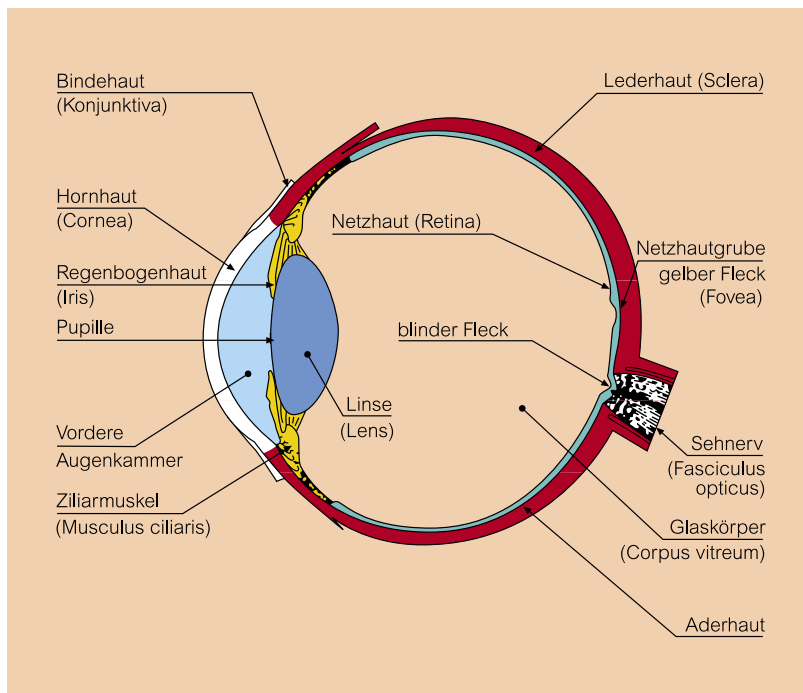 Bindehaut
(Konjunktiva)
Hornhaut
(Cornea)
Regenbogenhaut
(Iris)
Pupille
Vordere
Augenkammer
Ziliarmuskel
(Musculus ciliaris)
Linse
(Lens)
Netzhaut (Retina)
blinder Fleck
Lederhaut (Sclera)
Netzhautgrube
gelber Fleck
(Fovea)
Sehnerv
(Fasciculus
opticus)
Glaskörper
(Corpus vitreum)
Aderhaut